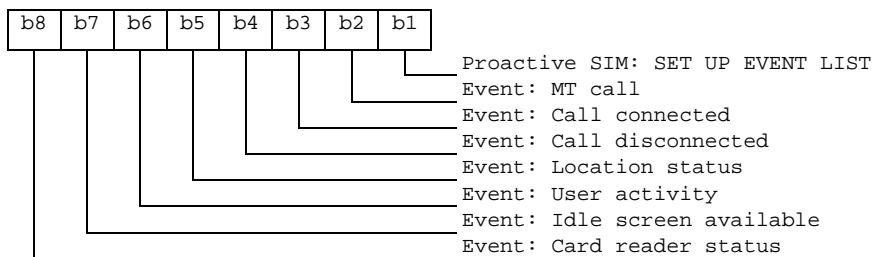 b8 b7 b6 b5 b4 b3 b2 b1
Proactive SIM: SET UP EVENT LIST
Event: MT call
Event: Call connected
Event: Call disconnected
Event: Location status
Event: User activity
Event: Idle screen available
Event: Card reader status